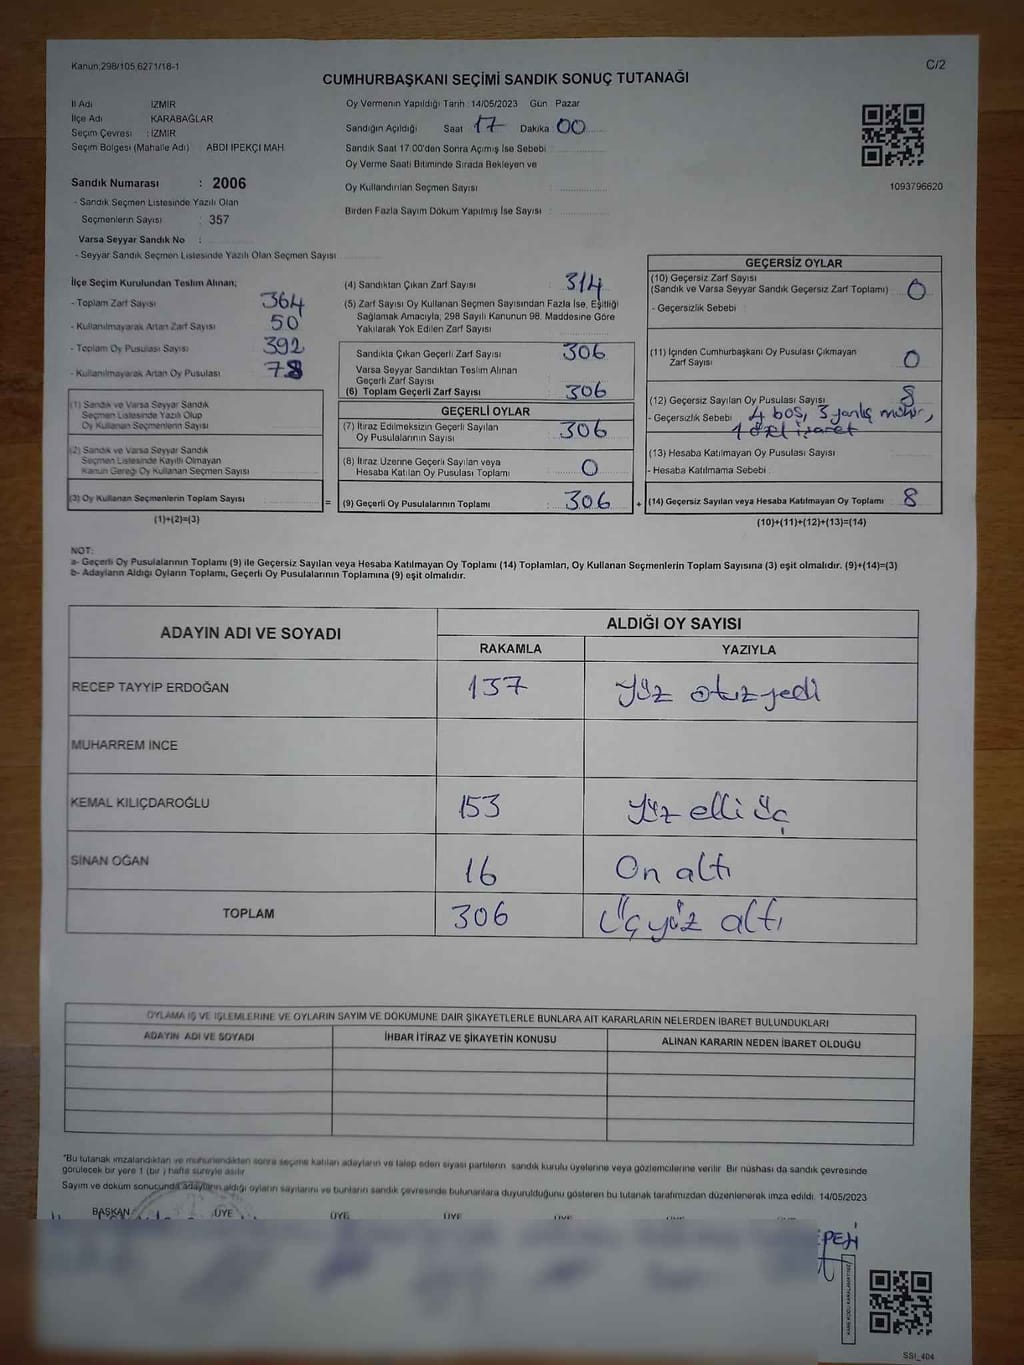 Kanun,298/105,6271/18-1
C/2
CUMHURBAŞKANI SEÇİMİ SANDIK SONUÇ TUTANAĞI
İl Adı : İZMİR
İlçe Adı KARABAĞLAR
Seçim Çevresi : İZMİR
Seçim Bölgesi (Mahalle Adı) ABDİ İPEKÇİ MAH.
Sandık Numarası : 2006
- Sandık Seçmen Listesinde Yazılı Olan
Seçmenlerin Sayısı : 357
Varsa Seyyar Sandık No :
- Seyyar Sandık Seçmen Listesinde Yazılı Olan Seçmen Sayısı
Oy Vermenin Yapıldığı Tarih : 14/05/2023 Gün Pazar
Sandığın Açıldığı Saat 17 Dakika 00
Sandık Saat 17:00'den Sonra Açımış İse Sebebi
Oy Verme Saati Bitiminde Sırada Bekleyen ve
Oy Kullandırılan Seçmen Sayısı
Birden Fazla Sayım Döküm Yapılmış İse Sayısı
1093796620
İlçe Seçim Kurulundan Teslim Alınan;
- Toplam Zarf Sayısı 364
- Kullanılmayarak Artan Zarf Sayısı 50
- Toplam Oy Pusulası Sayısı 392
- Kullanılmayarak Artan Oy Pusulası 78
(1) Sandık ve Varsa Seyyar Sandık
Seçmen Listesinde Yazılı Olup
Oy Kullanan Seçmenlerin Sayısı
(2) Sandık ve Varsa Seyyar Sandık
Seçmen Listesinde Kayıtlı Olmayan
Kanun Gereği Oy Kullanan Seçmen Sayısı
(3) Oy Kullanan Seçmenlerin Toplam Sayısı =
(1)+(2)=(3)
(4) Sandıktan Çıkan Zarf Sayısı 314
(5) Zarf Sayısı Oy Kullanan Seçmen Sayısından Fazla İse, Eşitliği
Sağlamak Amacıyla; 298 Sayılı Kanunun 98. Maddesine Göre
Yakılarak Yok Edilen Zarf Sayısı
Sandıkta Çıkan Geçerli Zarf Sayısı 306
Varsa Seyyar Sandıktan Teslim Alınan
Geçerli Zarf Sayısı
(6) Toplam Geçerli Zarf Sayısı 306
GEÇERLİ OYLAR
(7) İtiraz Edilmeksizin Geçerli Sayılan
Oy Pusulalarının Sayısı 306
(8) İtiraz Üzerine Geçerli Sayılan veya
Hesaba Katılan Oy Pusulası Toplamı 0
(9) Geçerli Oy Pusulalarının Toplamı 306 +
GEÇERSİZ OYLAR
(10) Geçersiz Zarf Sayısı
(Sandık ve Varsa Seyyar Sandık Geçersiz Zarf Toplamı) 0
- Geçersizlik Sebebi
(11) İçinden Cumhurbaşkanı Oy Pusulası Çıkmayan
Zarf Sayısı 0
(12) Geçersiz Sayılan Oy Pusulası Sayısı 8
- Geçersizlik Sebebi 4 boş, 3 yanlış mühür,
1 özel işaret
(13) Hesaba Katılmayan Oy Pusulası Sayısı
- Hesaba Katılmama Sebebi
(14) Geçersiz Sayılan veya Hesaba Katılmayan Oy Toplamı 8
(10)+(11)+(12)+(13)=(14)
NOT:
a- Geçerli Oy Pusulalarının Toplamı (9) ile Geçersiz Sayılan veya Hesaba Katılmayan Oy Toplamı (14) Toplamları, Oy Kullanan Seçmenlerin Toplam Sayısına (3) eşit olmalıdır. (9)+(14)=(3)
b- Adayların Aldığı Oyların Toplamı, Geçerli Oy Pusulalarının Toplamına (9) eşit olmalıdır.
ADAYIN ADI VE SOYADI
ALDIĞI OY SAYISI
RAKAMLA YAZIYLA
RECEP TAYYİP ERDOĞAN 137 Yüz otuz yedi
MUHARREM İNCE
KEMAL KILIÇDAROĞLU 153 Yüz elli üç
SİNAN OĞAN 16 On altı
TOPLAM 306 Üç yüz altı
OYLAMA İŞ VE İŞLEMLERİNE VE OYLARIN SAYIM VE DÖKÜMÜNE DAİR ŞİKAYETLERLE BUNLARA AİT KARARLARIN NELERDEN İBARET BULUNDUKLARI
ADAYIN ADI VE SOYADI İHBAR İTİRAZ VE ŞİKAYETİN KONUSU ALINAN KARARIN NEDEN İBARET OLDUĞU
*Bu tutanak imzalandıktan ve mühürlendikten sonra seçime katılan adayların ve talep eden siyasi partilerin sandık kurulu üyelerine veya gözlemcilerine verilir. Bir nüshası da sandık çevresinde
görülecek bir yere 1 (bir) hafta süreyle asılır.
Sayım ve döküm sonucunda adayların aldığı oyların sayılarını ve bunların sandık çevresinde bulunanlara duyurulduğunu gösteren bu tutanak tarafımızdan düzenlenerek imza edildi. 14/05/2023
BAŞKAN ÜYE ÜYE ÜYE ÜYE ÜYE ÜYE
SSİ_404